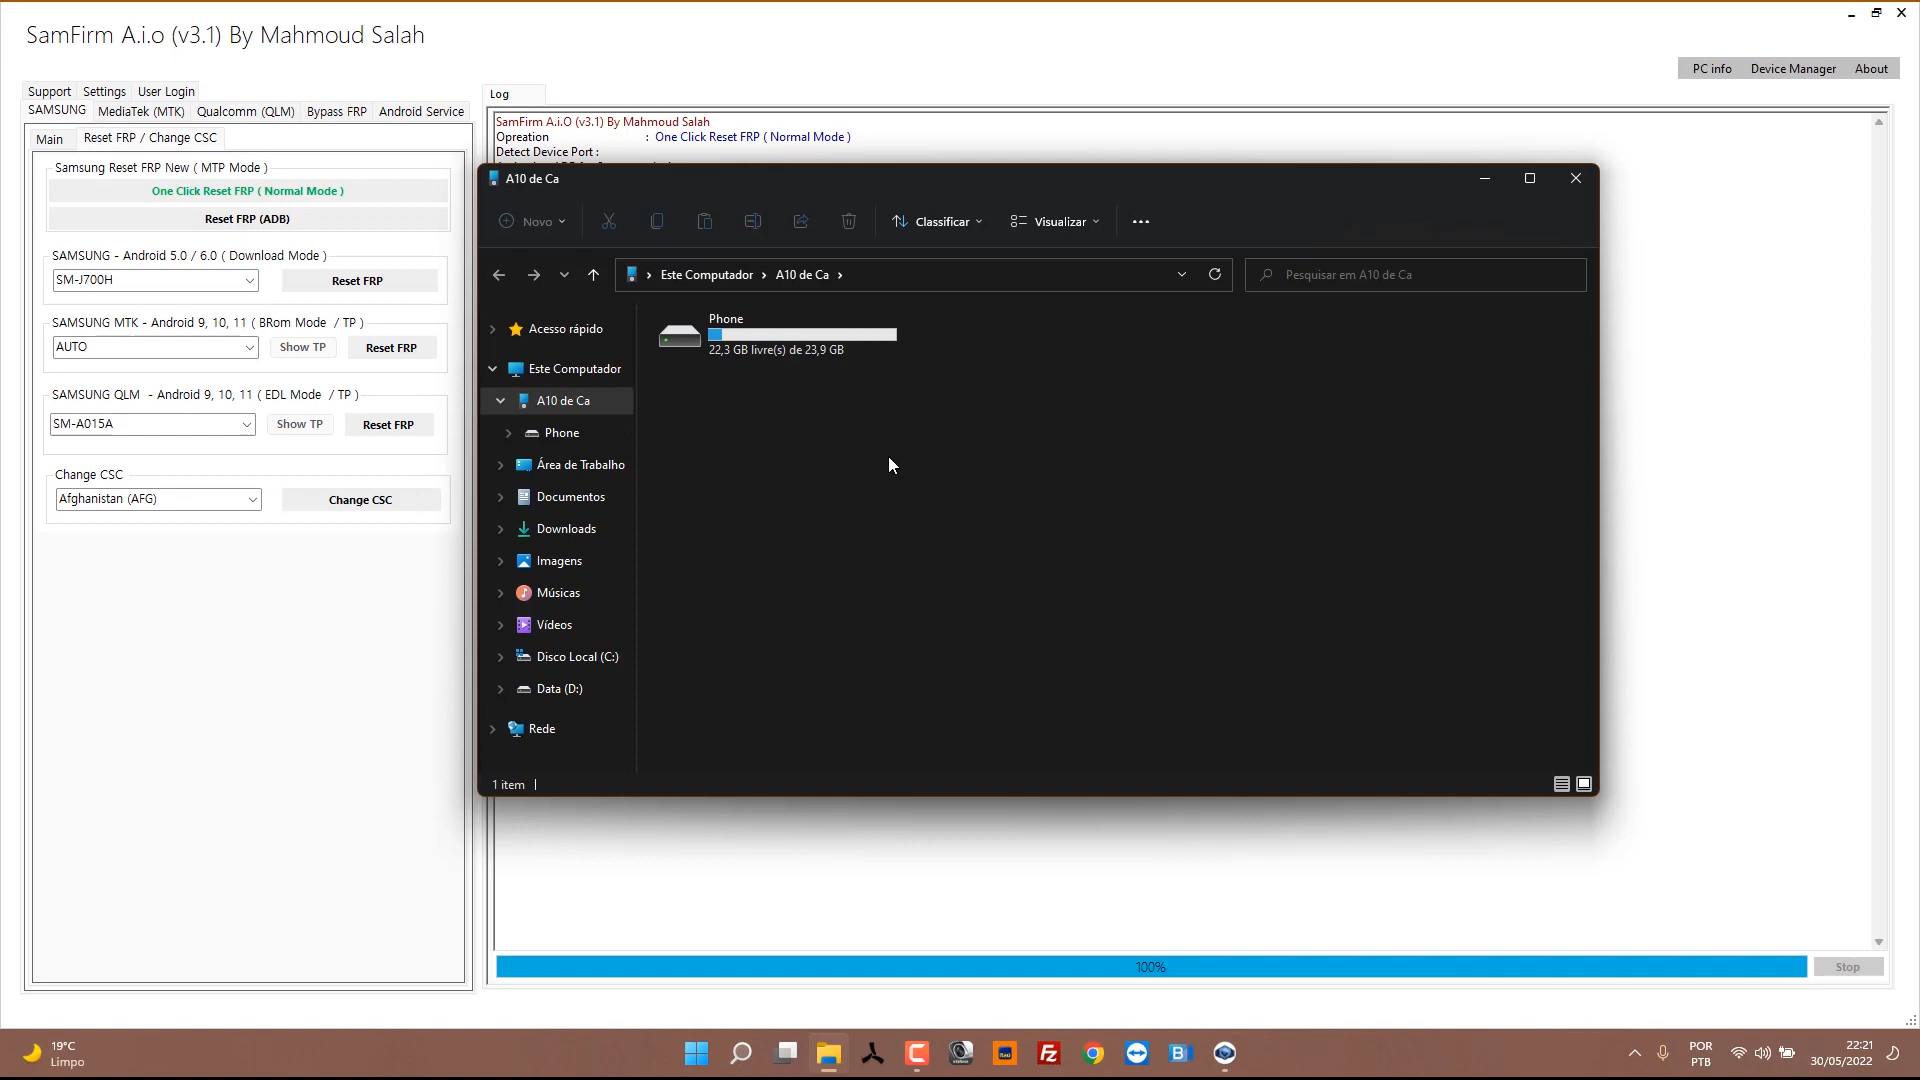 SamFirm A.i.o (v3.1) By Mahmoud Salah
PC info Device Manager About
Support Settings User Login
SAMSUNG MediaTek (MTK) Qualcomm (QLM) Bypass FRP Android Service
Main Reset FRP / Change CSC
Samsung Reset FRP New ( MTP Mode )
One Click Reset FRP ( Normal Mode )
Reset FRP (ADB)
SAMSUNG - Android 5.0 / 6.0 ( Download Mode )
SM-J700H Reset FRP
SAMSUNG MTK - Android 9, 10, 11 ( BRom Mode / TP )
AUTO Show TP Reset FRP
SAMSUNG QLM - Android 9, 10, 11 ( EDL Mode / TP )
SM-A015A Show TP Reset FRP
Change CSC
Afghanistan (AFG) Change CSC
Log
SamFirm A.i.O (v3.1) By Mahmoud Salah
Opreation : One Click Reset FRP ( Normal Mode )
Detect Device Port :
A10 de Ca
Novo Classificar Visualizar
Este Computador A10 de Ca Pesquisar em A10 de Ca
Acesso rápido
Este Computador
A10 de Ca
Phone
Área de Trabalho
Documentos
Downloads
Imagens
Músicas
Vídeos
Disco Local (C:)
Data (D:)
Rede
Phone
22,3 GB livre(s) de 23,9 GB
1 item
100% Stop
19°C
Limpo
POR
PTB
22:21
30/05/2022